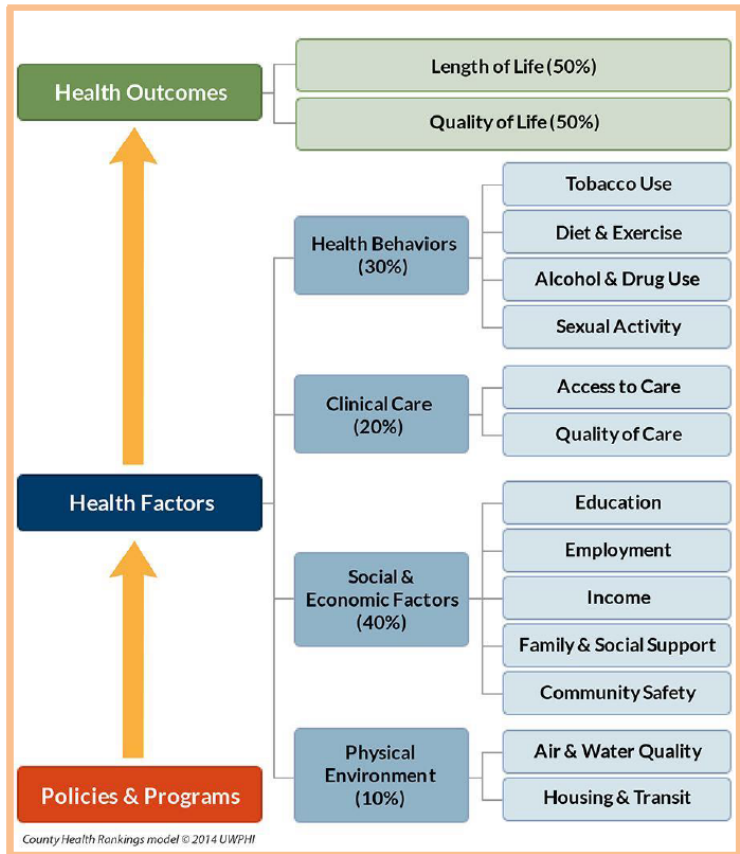 Health Outcomes
Length of Life (50%)
Quality of Life (50%)
Health Factors
Health Behaviors
(30%)
Tobacco Use
Diet & Exercise
Alcohol & Drug Use
Sexual Activity
Clinical Care
(20%)
Access to Care
Quality of Care
Social &
Economic Factors
(40%)
Education
Employment
Income
Family & Social Support
Community Safety
Physical
Environment
(10%)
Air & Water Quality
Housing & Transit
Policies & Programs
County Health Rankings model © 2014 UWPHI